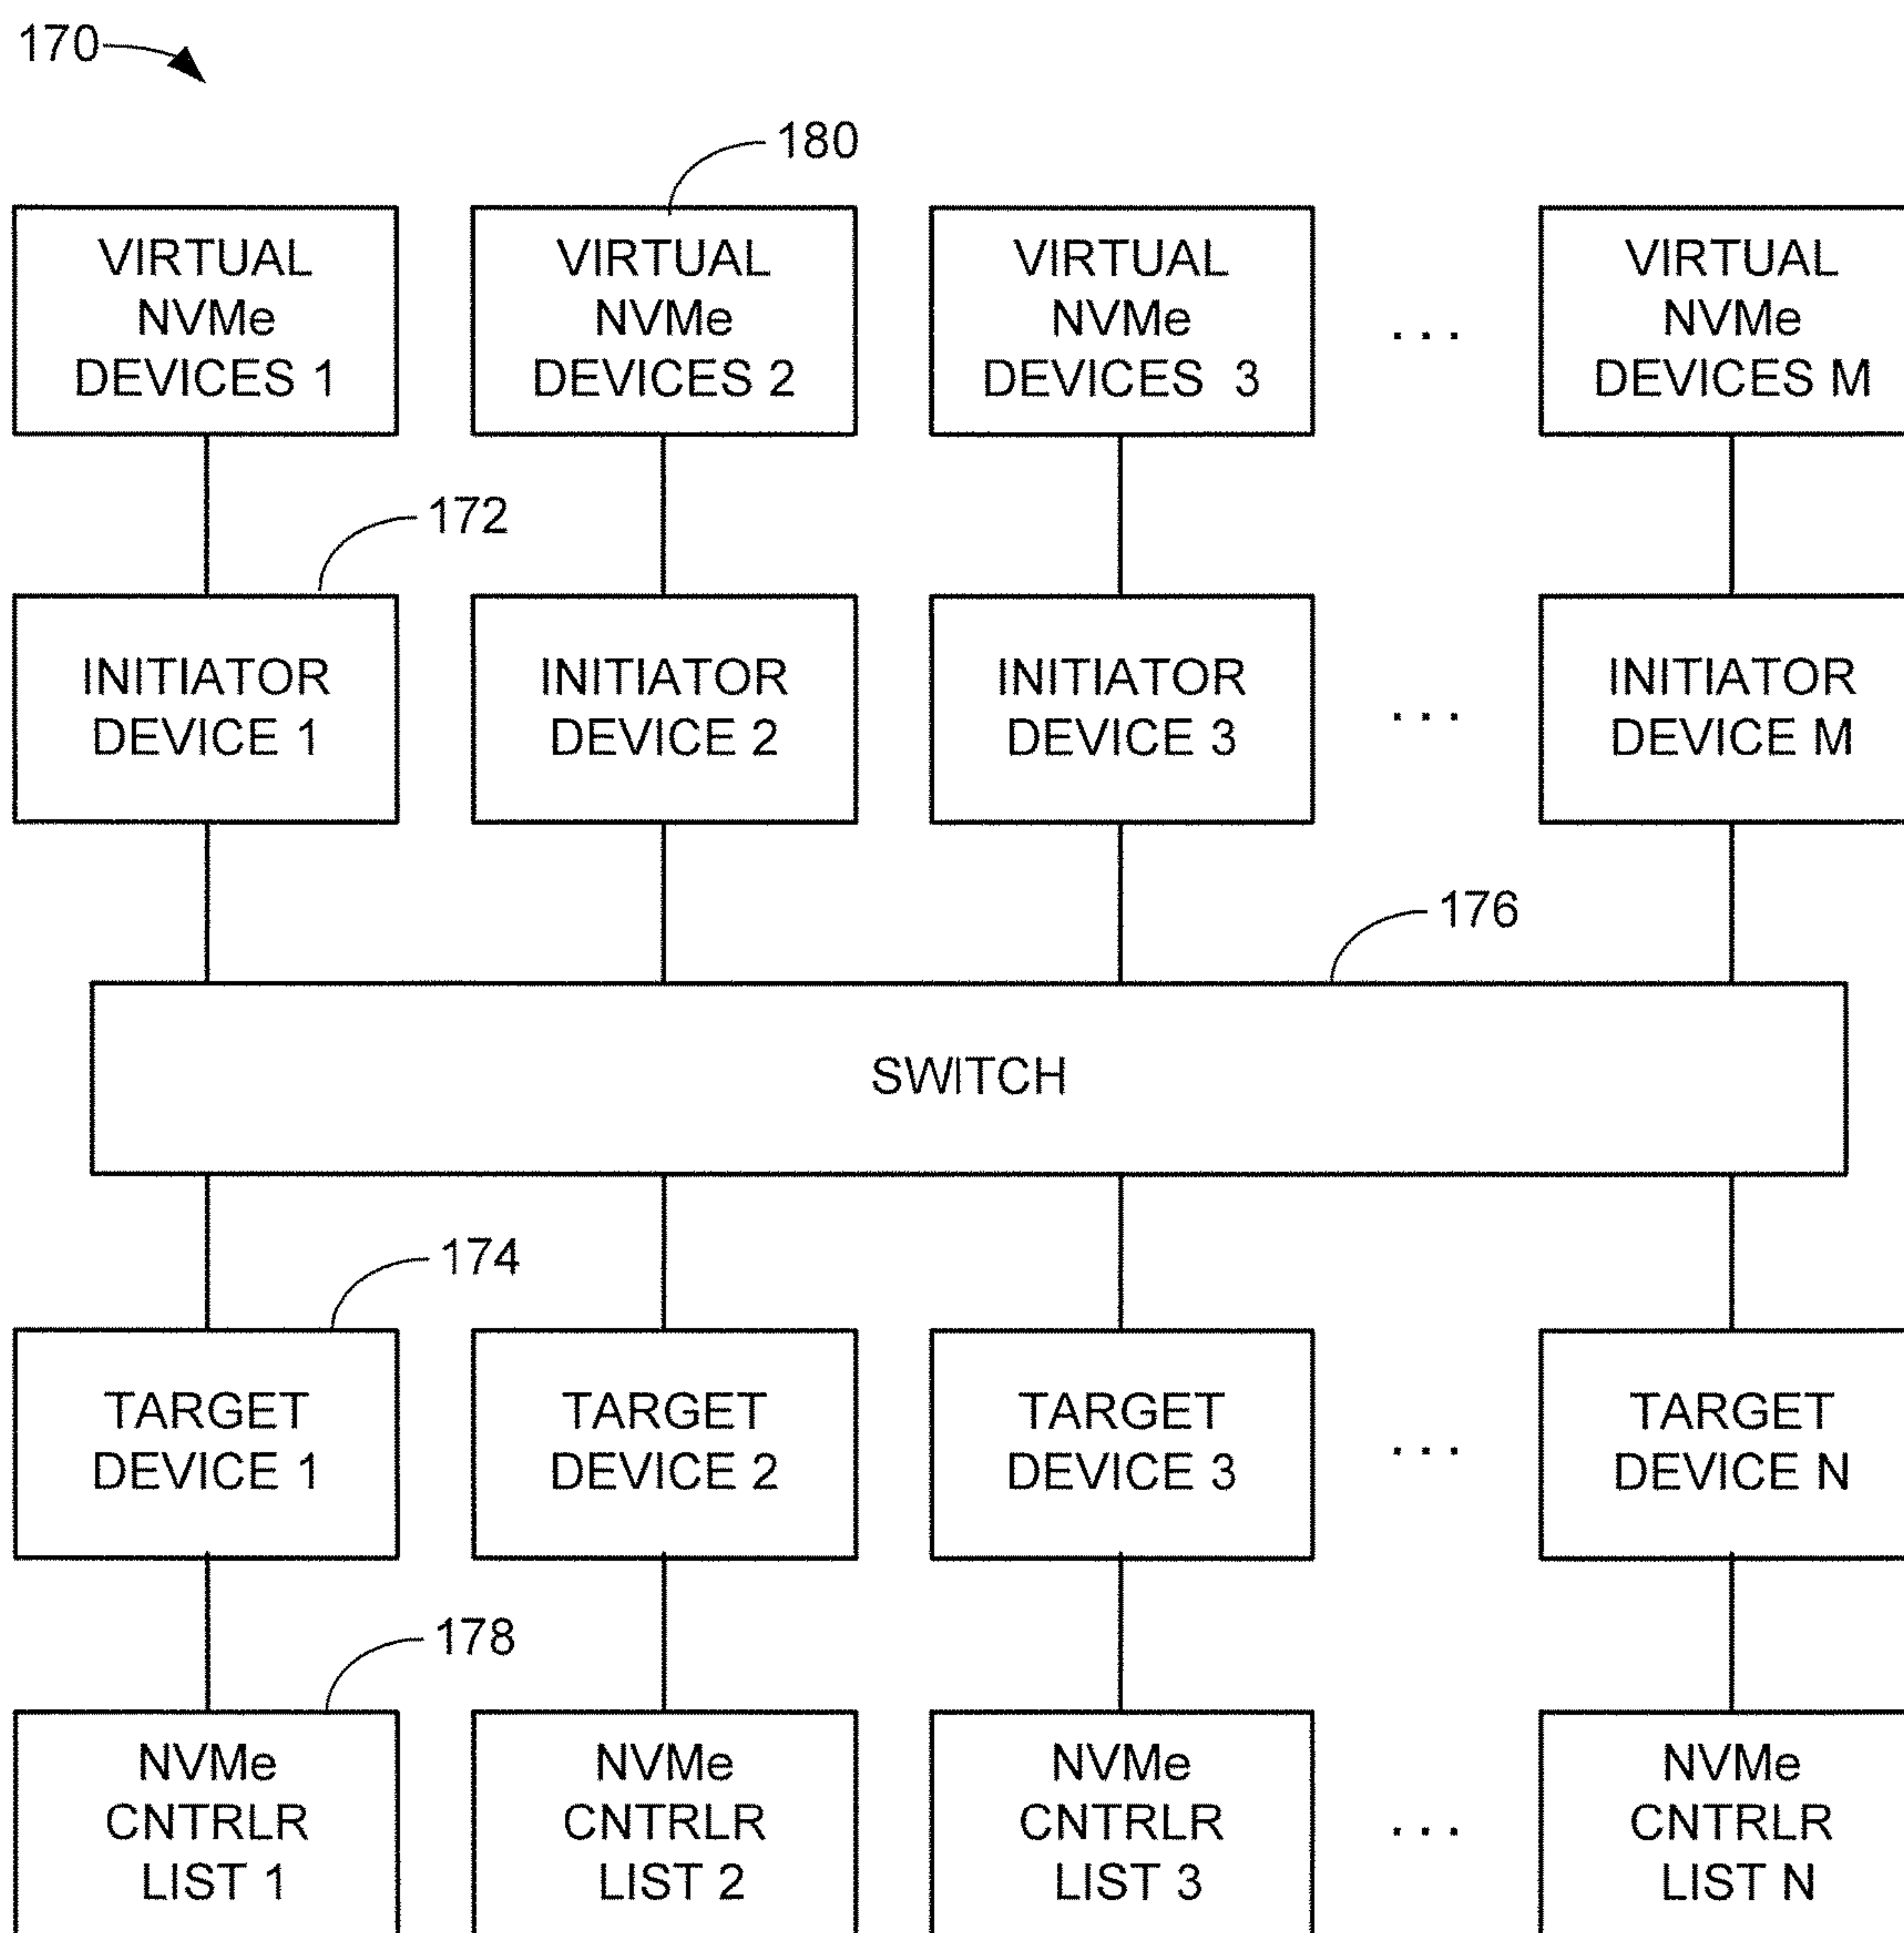 170
180
VIRTUAL
NVMe
DEVICES 1
VIRTUAL
NVMe
DEVICES 2
VIRTUAL
NVMe
DEVICES 3
...
VIRTUAL
NVMe
DEVICES M
172
INITIATOR
DEVICE 1
INITIATOR
DEVICE 2
INITIATOR
DEVICE 3
...
INITIATOR
DEVICE M
176
SWITCH
174
TARGET
DEVICE 1
TARGET
DEVICE 2
TARGET
DEVICE 3
...
TARGET
DEVICE N
178
NVMe
CNTRLR
LIST 1
NVMe
CNTRLR
LIST 2
NVMe
CNTRLR
LIST 3
...
NVMe
CNTRLR
LIST N